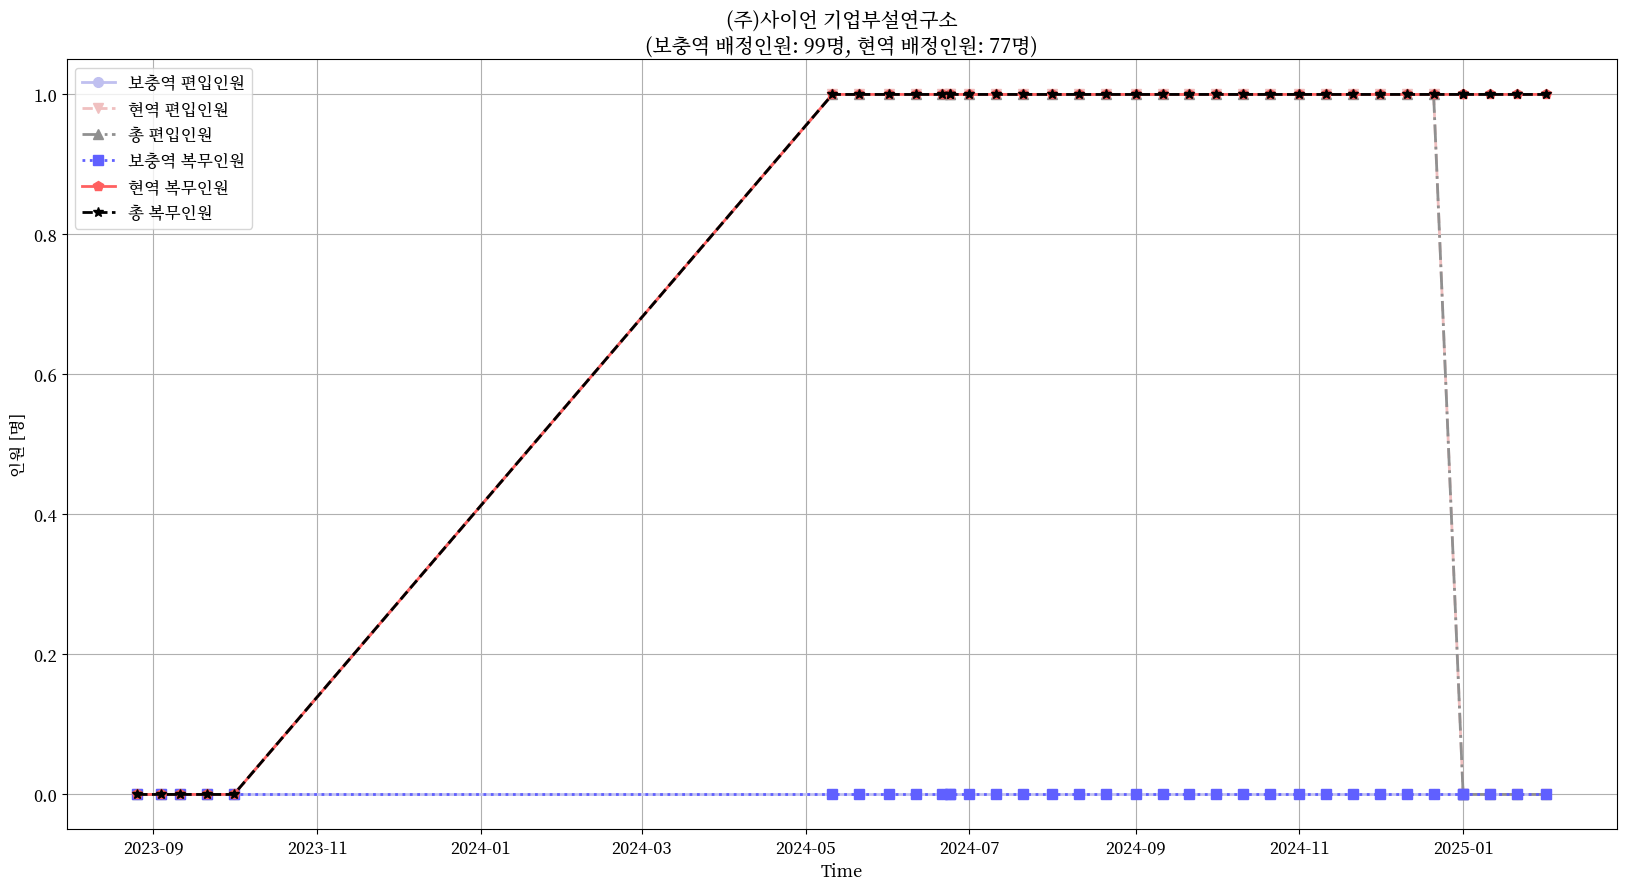 (주)사이언 기업부설연구소
(보충역 배정인원: 99명, 현역 배정인원: 77명)
보충역 편입인원
현역 편입인원
총 편입인원
보충역 복무인원
현역 복무인원
총 복무인원
인원 [명]
1.0
0.8
0.6
0.4
0.2
0.0
2023-09
2023-11
2024-01
2024-03
2024-05
2024-07
2024-09
2024-11
2025-01
Time